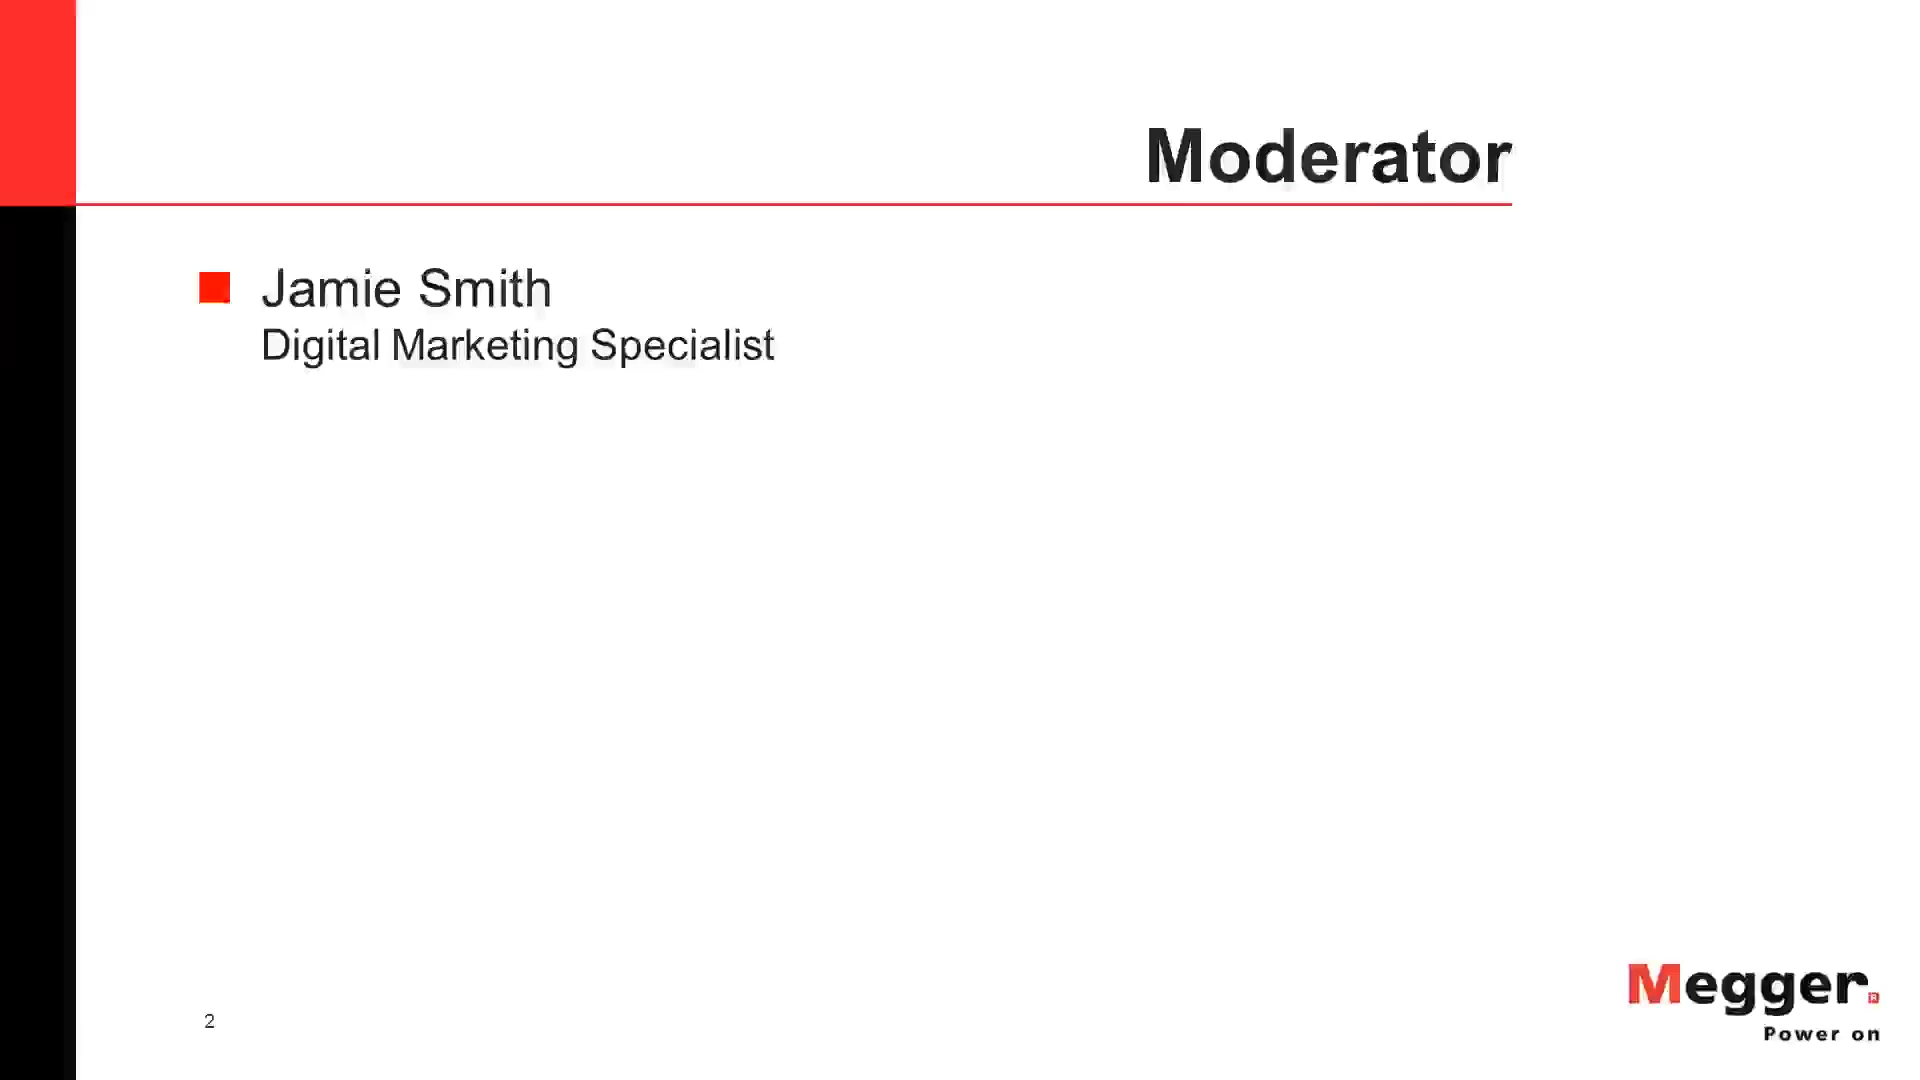 Moderator
Jamie Smith
Digital Marketing Specialist
2
Megger®
Power on